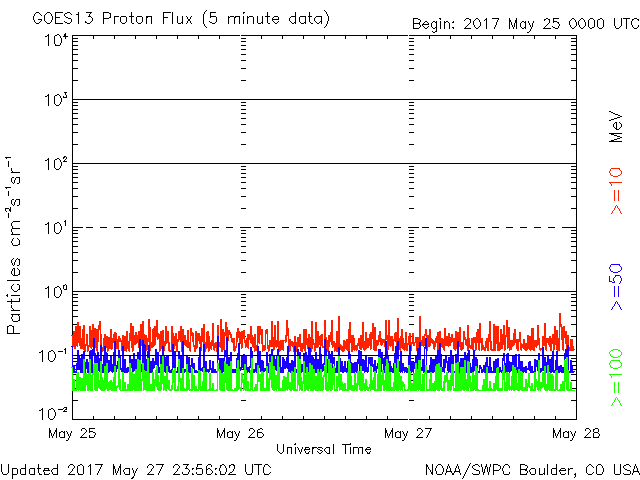 GOES13 Proton Flux (5 minute data)
Begin: 2017 May 25 0000 UTC
10⁴
10³
10²
10¹
10⁰
10⁻¹
10⁻²
Particles cm⁻²s⁻¹sr⁻¹
MeV
>=10
>=50
>=100
May 25
May 26
May 27
May 28
Universal Time
Updated 2017 May 27 23:56:02 UTC
NOAA/SWPC Boulder, CO USA